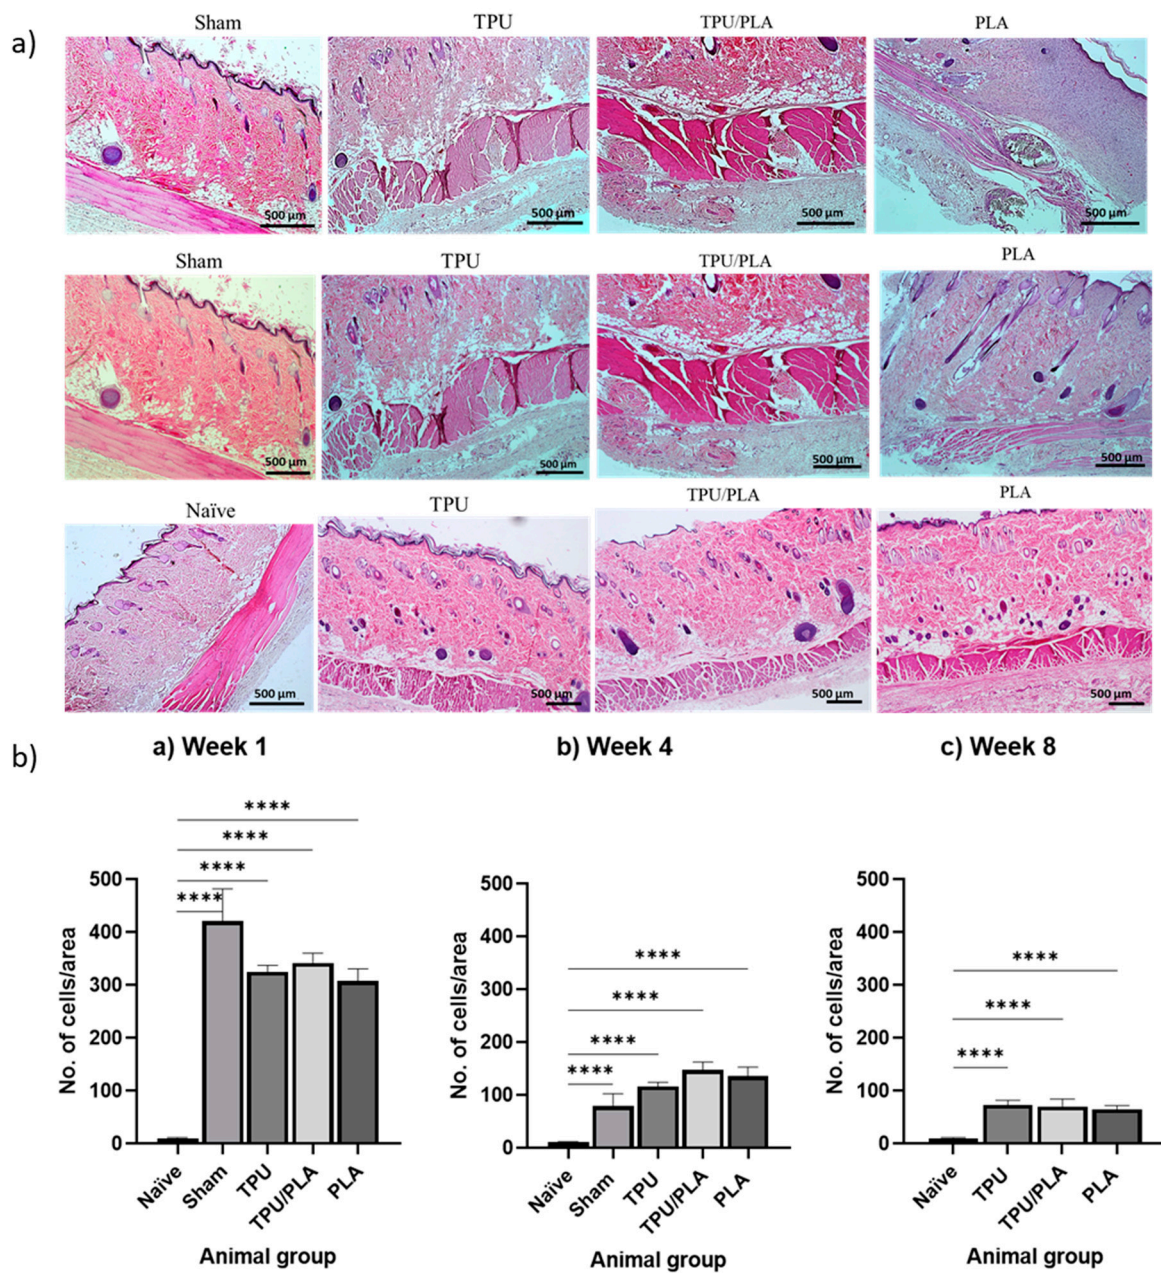 a)
Sham TPU TPU/PLA PLA
500 µm 500 µm 500 µm 500 µm
Sham TPU TPU/PLA PLA
500 µm 500 µm 500 µm 500 µm
Naïve TPU TPU/PLA PLA
500 µm 500 µm 500 µm 500 µm
b)
a) Week 1
No. of cells/area
500
400
300
200
100
0
****
****
****
****
Naïve Sham TPU TPU/PLA PLA
Animal group
b) Week 4
No. of cells/area
500
400
300
200
100
0
****
****
****
****
Naïve Sham TPU TPU/PLA PLA
Animal group
c) Week 8
No. of cells/area
500
400
300
200
100
0
****
****
****
Naïve TPU TPU/PLA PLA
Animal group